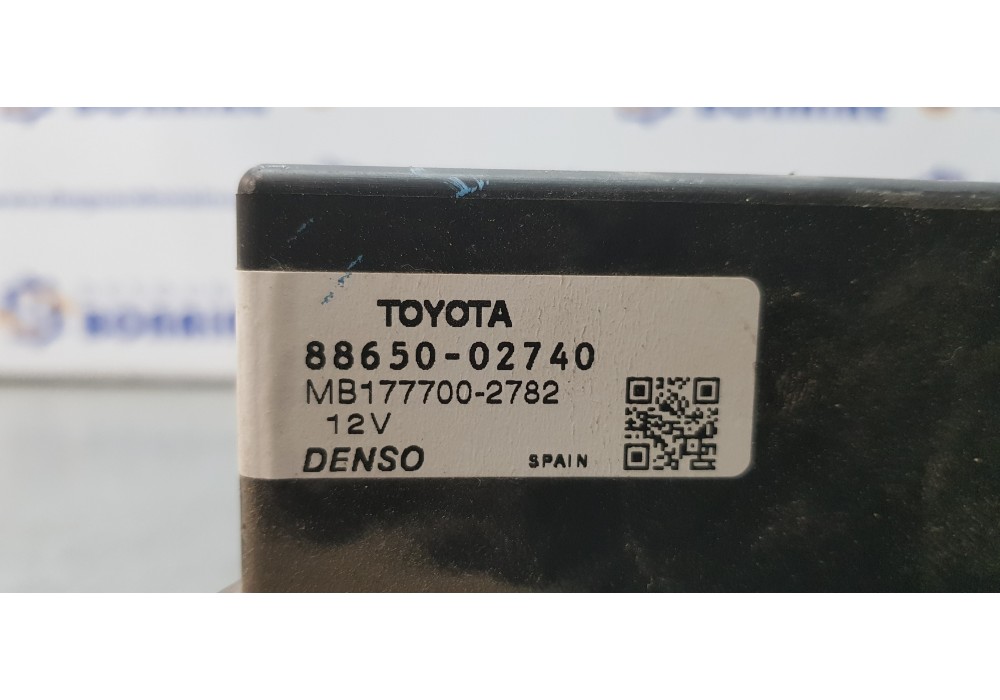 TOYOTA
88650-02740
MB177700-2782
12V
DENSO SPAIN